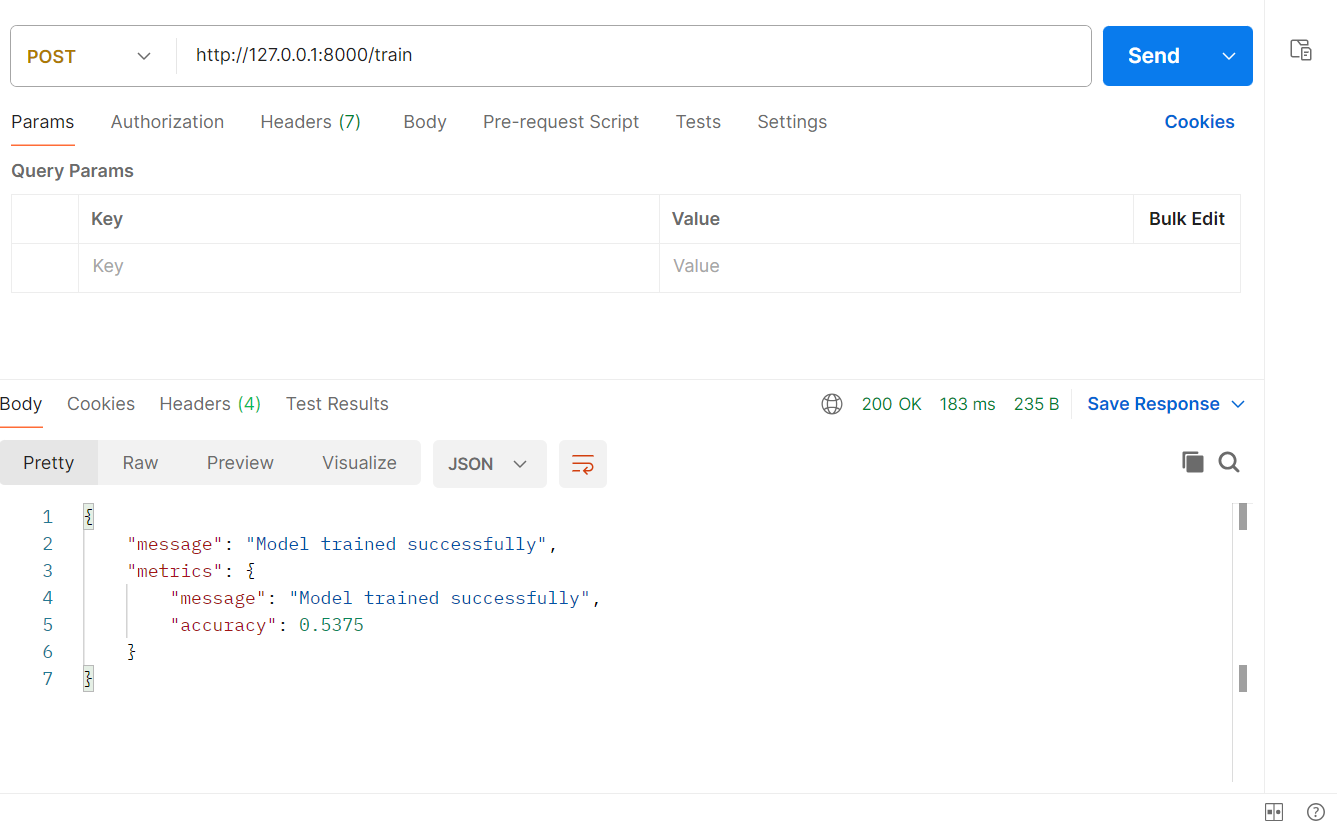 POST http://127.0.0.1:8000/train Send
Params Authorization Headers (7) Body Pre-request Script Tests Settings Cookies
Query Params
Key Value Bulk Edit
Key Value
Body Cookies Headers (4) Test Results 200 OK 183 ms 235 B Save Response
Pretty Raw Preview Visualize JSON
1 {
2 "message": "Model trained successfully",
3 "metrics": {
4 "message": "Model trained successfully",
5 "accuracy": 0.5375
6 }
7 }